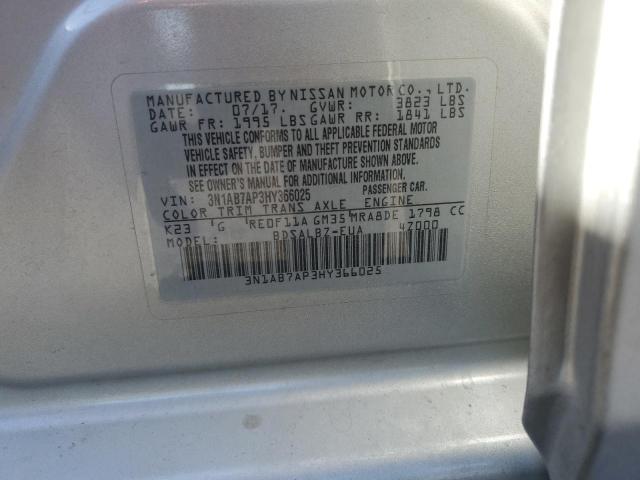 MANUFACTURED BY NISSAN MOTOR CO., LTD.
DATE: 07/17. GVWR: 3823 LBS
GAWR FR: 1995 LBS GAWR RR: 1841 LBS
THIS VEHICLE CONFORMS TO ALL APPLICABLE FEDERAL MOTOR
VEHICLE SAFETY, BUMPER AND THEFT PREVENTION STANDARDS
IN EFFECT ON THE DATE OF MANUFACTURE SHOWN ABOVE.
SEE OWNER'S MANUAL FOR ADDITIONAL INFORMATION.
VIN: 3N1AB7AP3HY366025 PASSENGER CAR.
COLOR TRIM TRANS AXLE ENGINE
K23 G RE0F11A GM35 MRA8DE 1798 CC
MODEL: BDSALBZ-EUA 4Z000
3N1AB7AP3HY366025